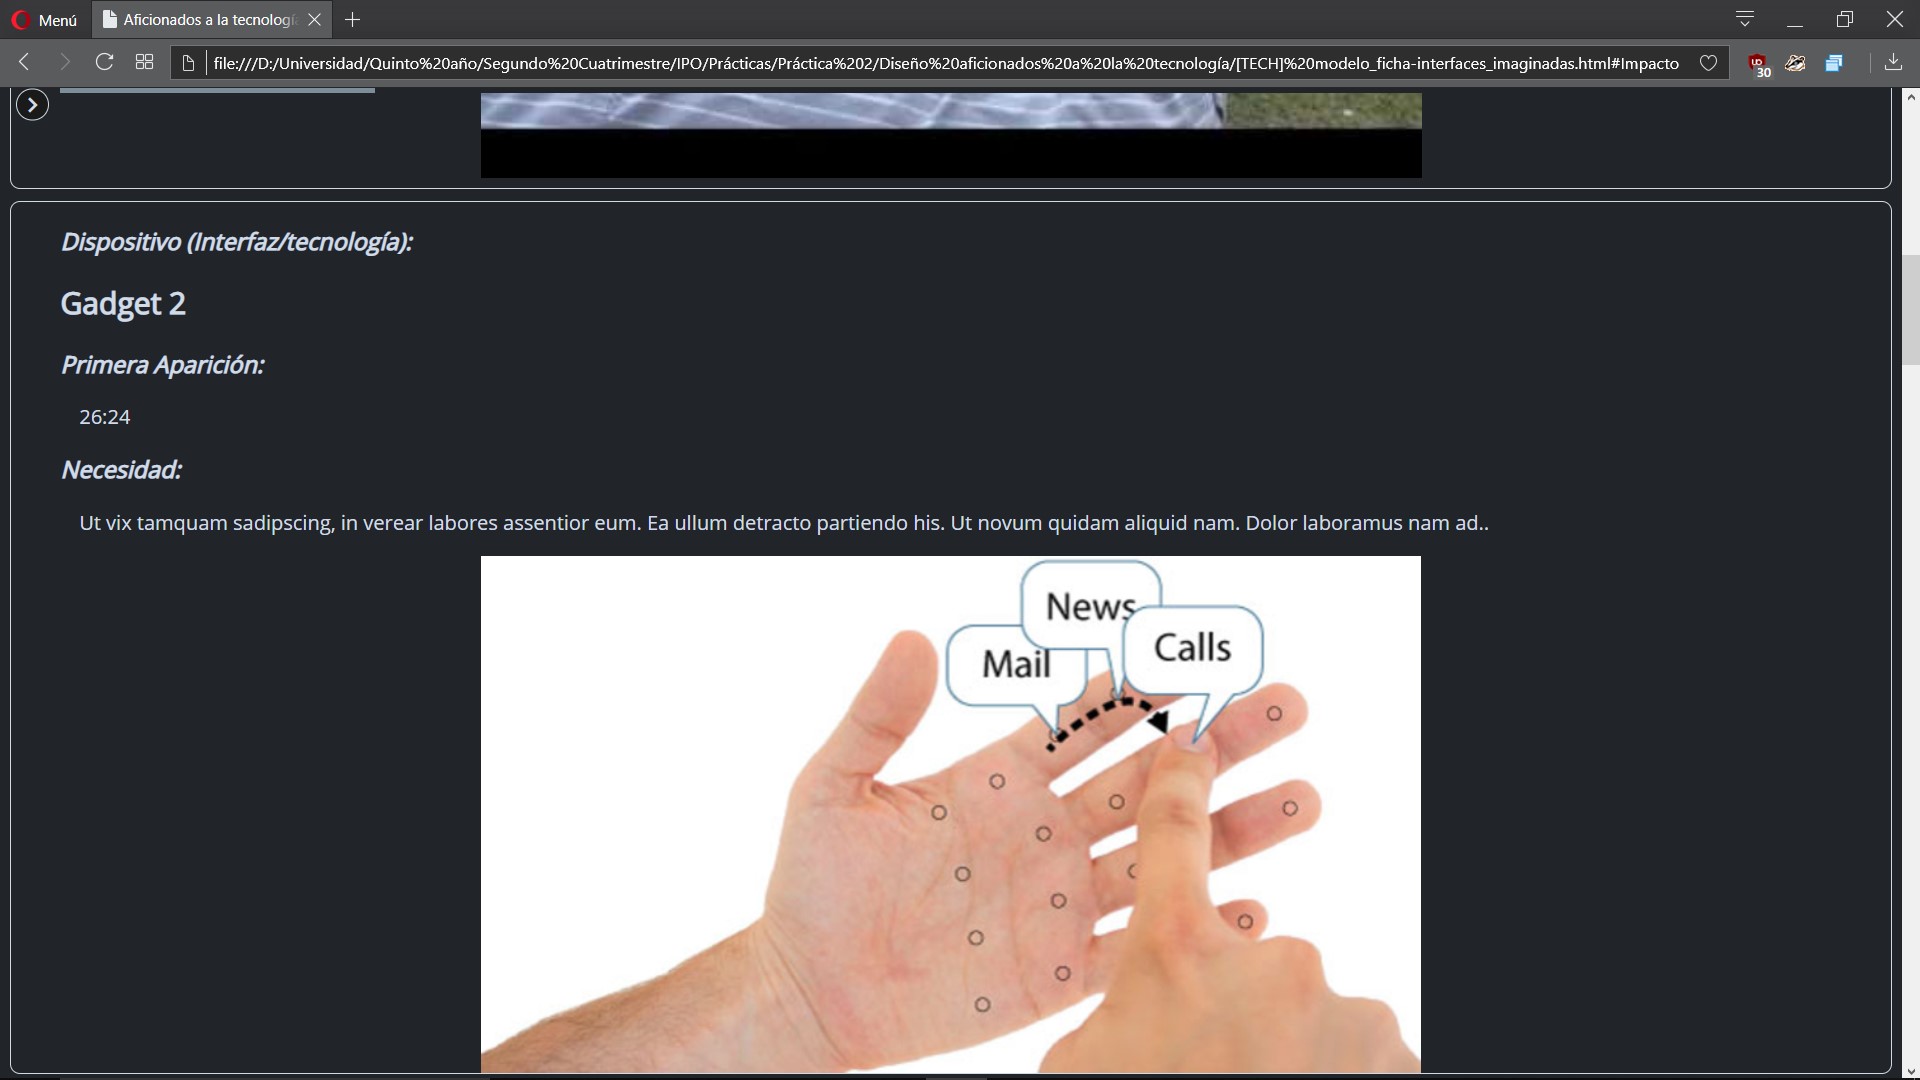 Menú
Aficionados a la tecnologí
file:///D:/Universidad/Quinto%20año/Segundo%20Cuatrimestre/IPO/Prácticas/Práctica%202/Diseño%20aficionados%20a%20la%20tecnología/[TECH]%20modelo_ficha-interfaces_imaginadas.html#Impacto
30
Dispositivo (Interfaz/tecnología):
Gadget 2
Primera Aparición:
26:24
Necesidad:
Ut vix tamquam sadipscing, in verear labores assentior eum. Ea ullum detracto partiendo his. Ut novum quidam aliquid nam. Dolor laboramus nam ad..
News
Calls
Mail